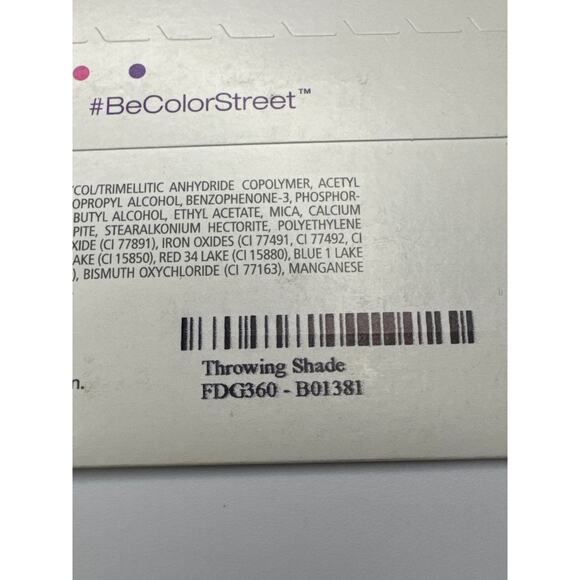 #BeColorStreet™
YCOL/TRIMELLITIC ANHYDRIDE COPOLYMER, ACETYL
OPROPYL ALCOHOL, BENZOPHENONE-3, PHOSPHOR-
BUTYL ALCOHOL, ETHYL ACETATE, MICA, CALCIUM
PITE, STEARALKONIUM HECTORITE, POLYETHYLENE
XIDE (CI 77891), IRON OXIDES (CI 77491, CI 77492, CI
AKE (CI 15850), RED 34 LAKE (CI 15880), BLUE 1 LAKE
), BISMUTH OXYCHLORIDE (CI 77163), MANGANESE
Throwing Shade
n.
FDG360 - B01381